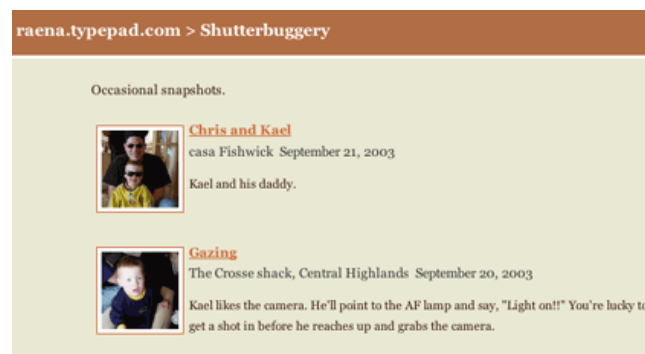 raena.typepad.com > Shutterbuggery
Occasional snapshots.
Chris and Kael
casa Fishwick September 21, 2003
Kael and his daddy.
Gazing
The Crosse shack, Central Highlands September 20, 2003
Kael likes the camera. He'll point to the AF lamp and say, "Light on!!" You're lucky to
get a shot in before he reaches up and grabs the camera.